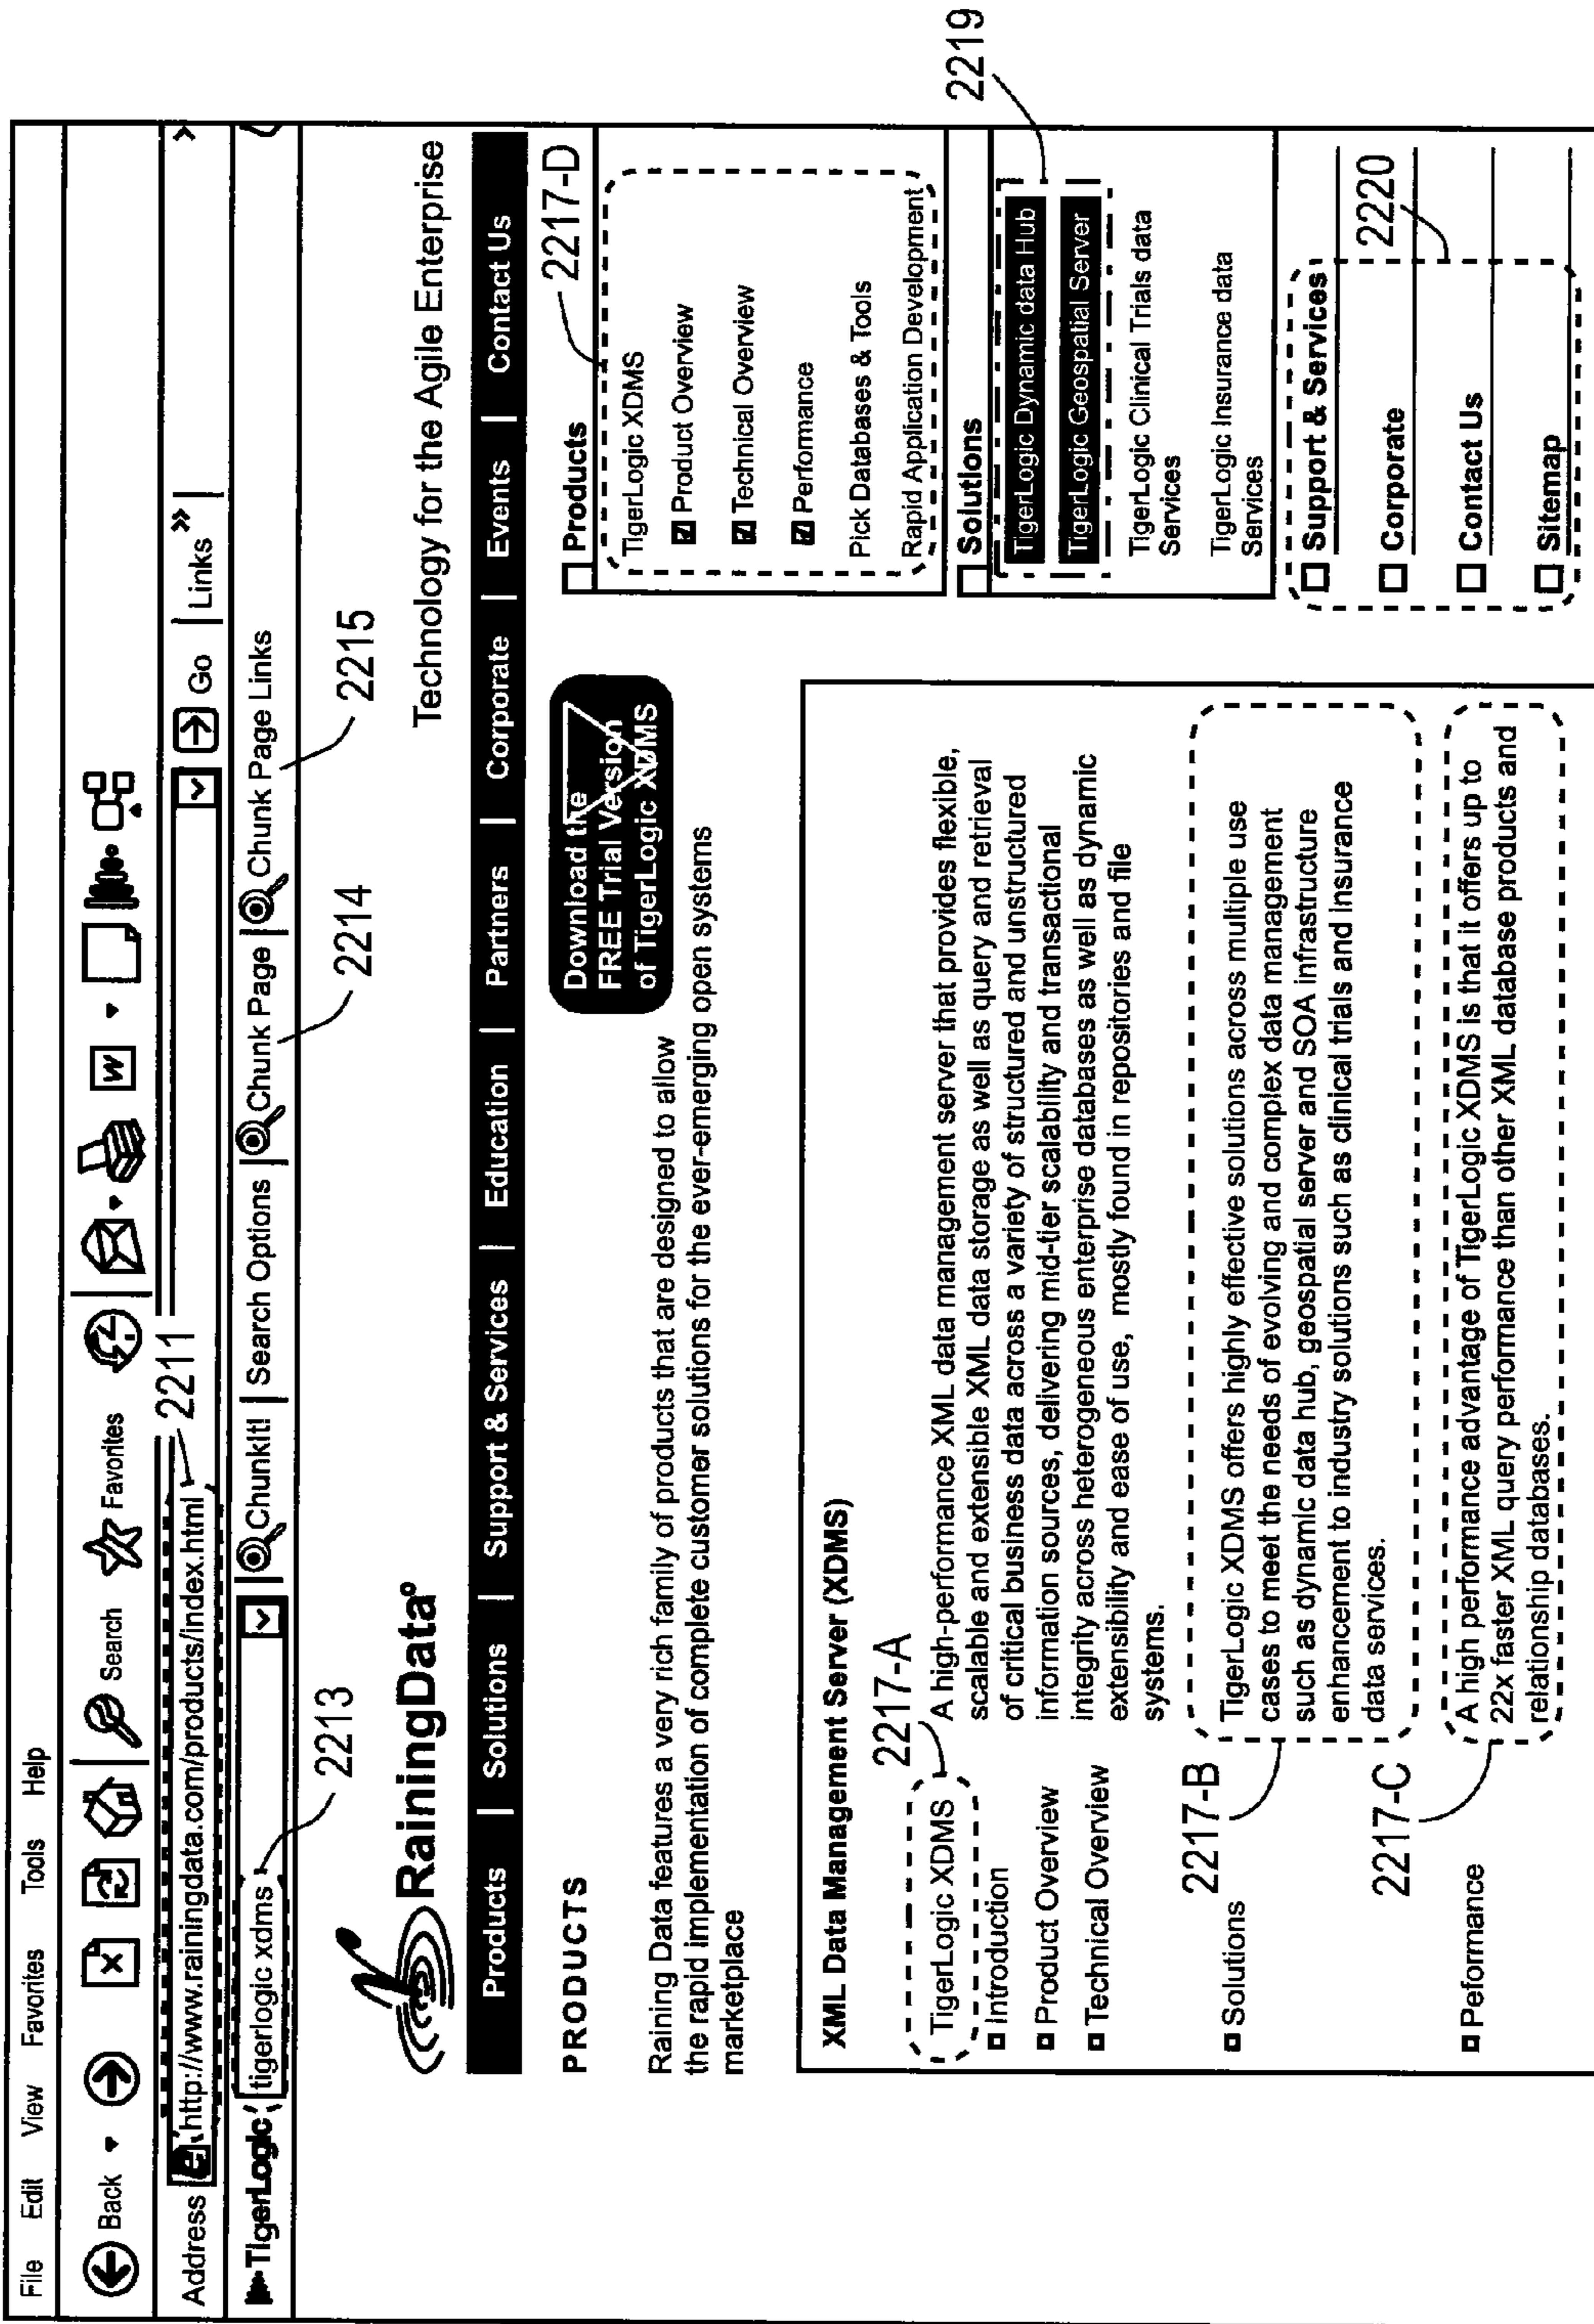 File Edit View Favorites Tools Help
Back Search Favorites W
Address http://www.rainingdata.com/products/index.html 2211 Go Links »
TigerLogic tigerlogic xdms ChunkIt! Search Options Chunk Page Chunk Page Links
2213
2214
2215
RainingData
Technology for the Agile Enterprise
Products | Solutions | Support & Services | Education | Partners | Corporate | Events | Contact Us
PRODUCTS
Raining Data features a very rich family of products that are designed to allow
the rapid implementation of complete customer solutions for the ever-emerging open systems
marketplace
Download the
FREE Trial Version
of TigerLogic XDMS
XML Data Management Server (XDMS)
2217-A
TigerLogic XDMS
Introduction
Product Overview
Technical Overview
A high-performance XML data management server that provides flexible,
scalable and extensible XML data storage as well as query and retrieval
of critical business data across a variety of structured and unstructured
information sources, delivering mid-tier scalability and transactional
integrity across heterogeneous enterprise databases as well as dynamic
extensibility and ease of use, mostly found in repositories and file
systems.
2217-B
Solutions
TigerLogic XDMS offers highly effective solutions across multiple use
cases to meet the needs of evolving and complex data management
such as dynamic data hub, geospatial server and SOA infrastructure
enhancement to industry solutions such as clinical trials and insurance
data services.
2217-C
Peformance
A high performance advantage of TigerLogic XDMS is that it offers up to
22x faster XML query performance than other XML database products and
relationship databases.
2217-D
Products
TigerLogic XDMS
Product Overview
Technical Overview
Performance
Pick Databases & Tools
Rapid Application Development
Solutions
2219
TigerLogic Dynamic data Hub
TigerLogic Geospatial Server
TigerLogic Clinical Trials data
Services
TigerLogic Insurance data
Services
2220
Support & Services
Corporate
Contact Us
Sitemap